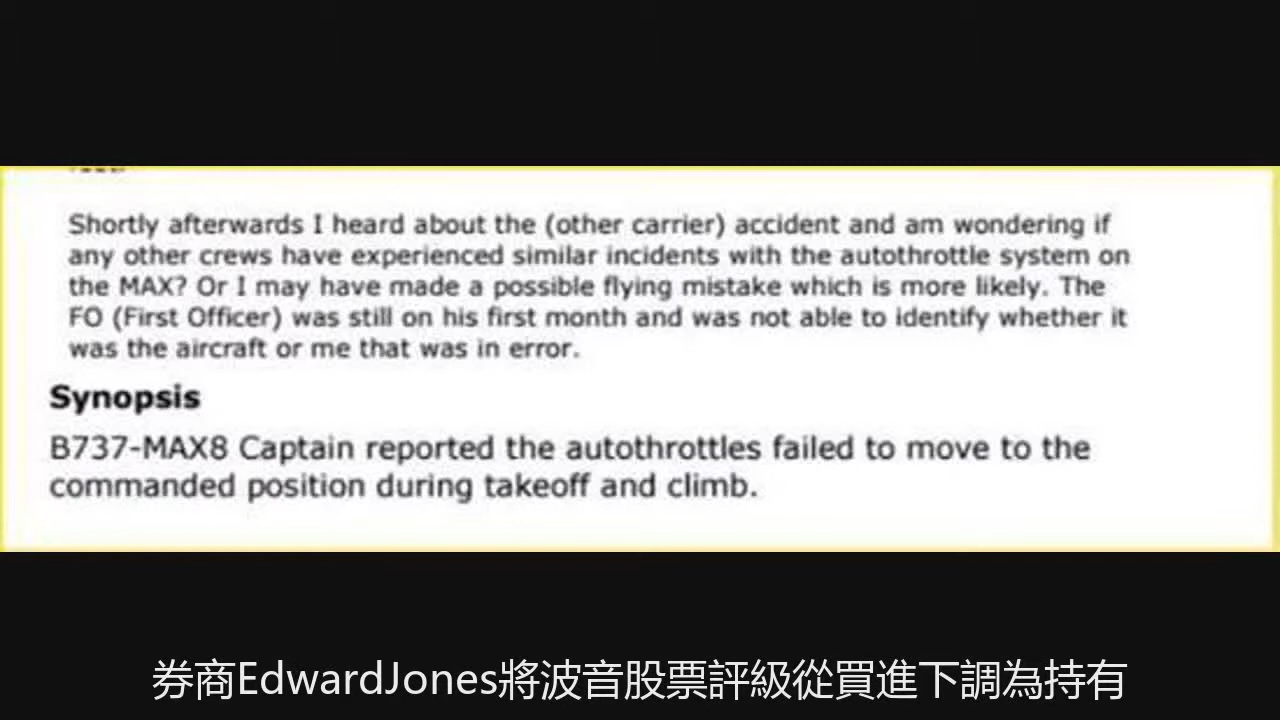 Shortly afterwards I heard about the (other carrier) accident and am wondering if
any other crews have experienced similar incidents with the autothrottle system on
the MAX? Or I may have made a possible flying mistake which is more likely. The
FO (First Officer) was still on his first month and was not able to identify whether it
was the aircraft or me that was in error.
Synopsis
B737-MAX8 Captain reported the autothrottles failed to move to the
commanded position during takeoff and climb.
券商EdwardJones將波音股票評級從買進下調為持有